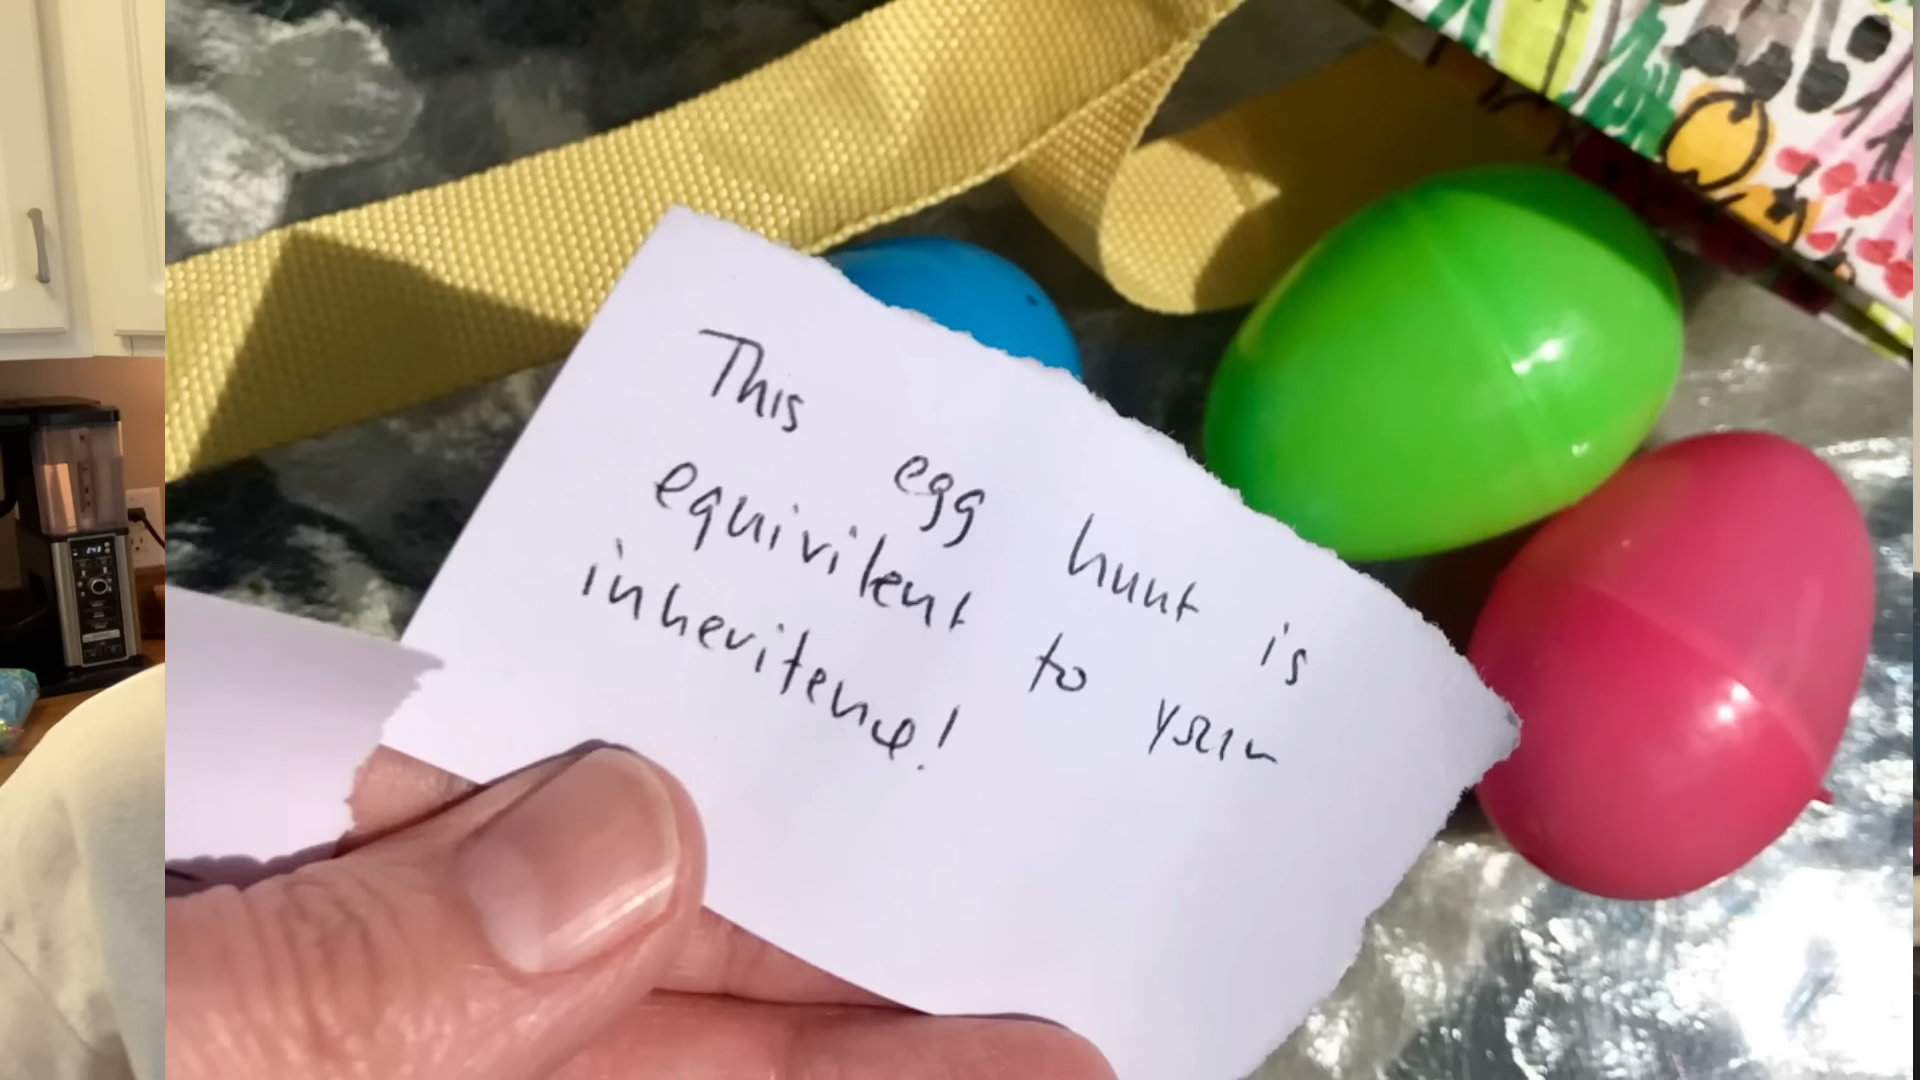 This egg hunt is
equivilent to your
inheritence!